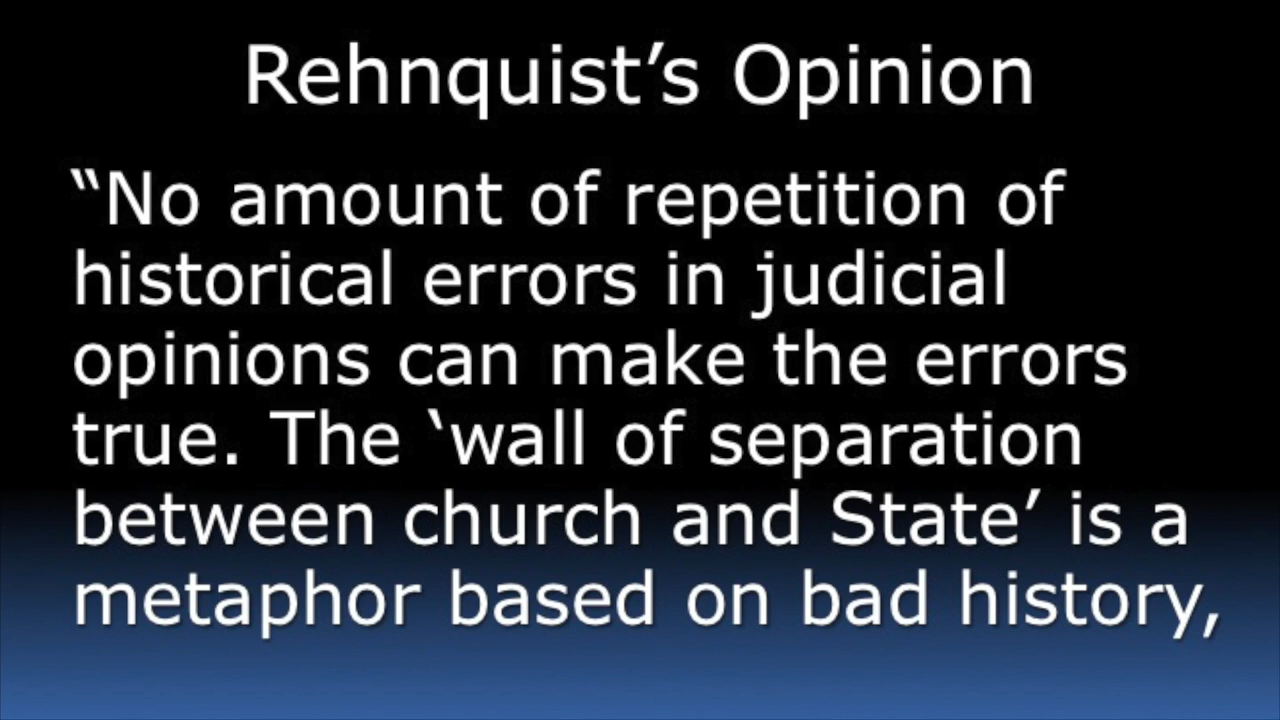 Rehnquist’s Opinion
“No amount of repetition of
historical errors in judicial
opinions can make the errors
true. The ‘wall of separation
between church and State’ is a
metaphor based on bad history,